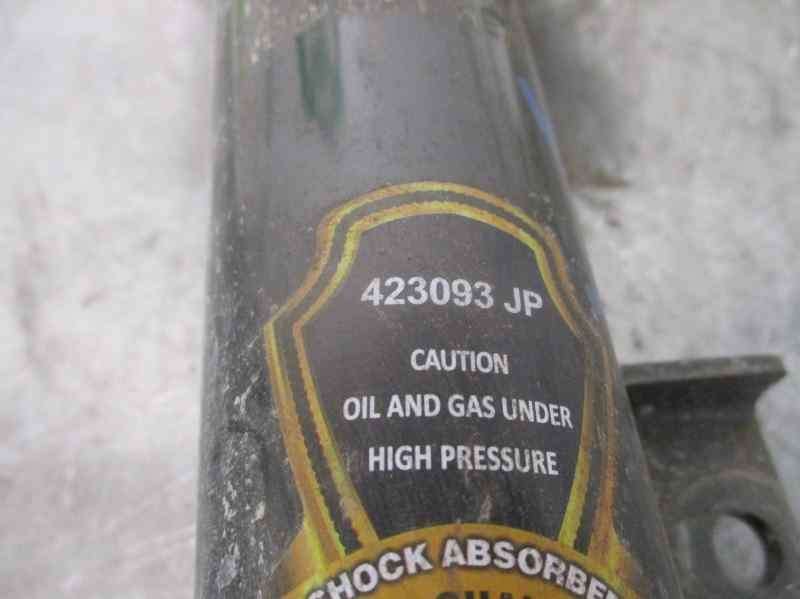 423093 JP
CAUTION
OIL AND GAS UNDER
HIGH PRESSURE
SHOCK ABSORBER